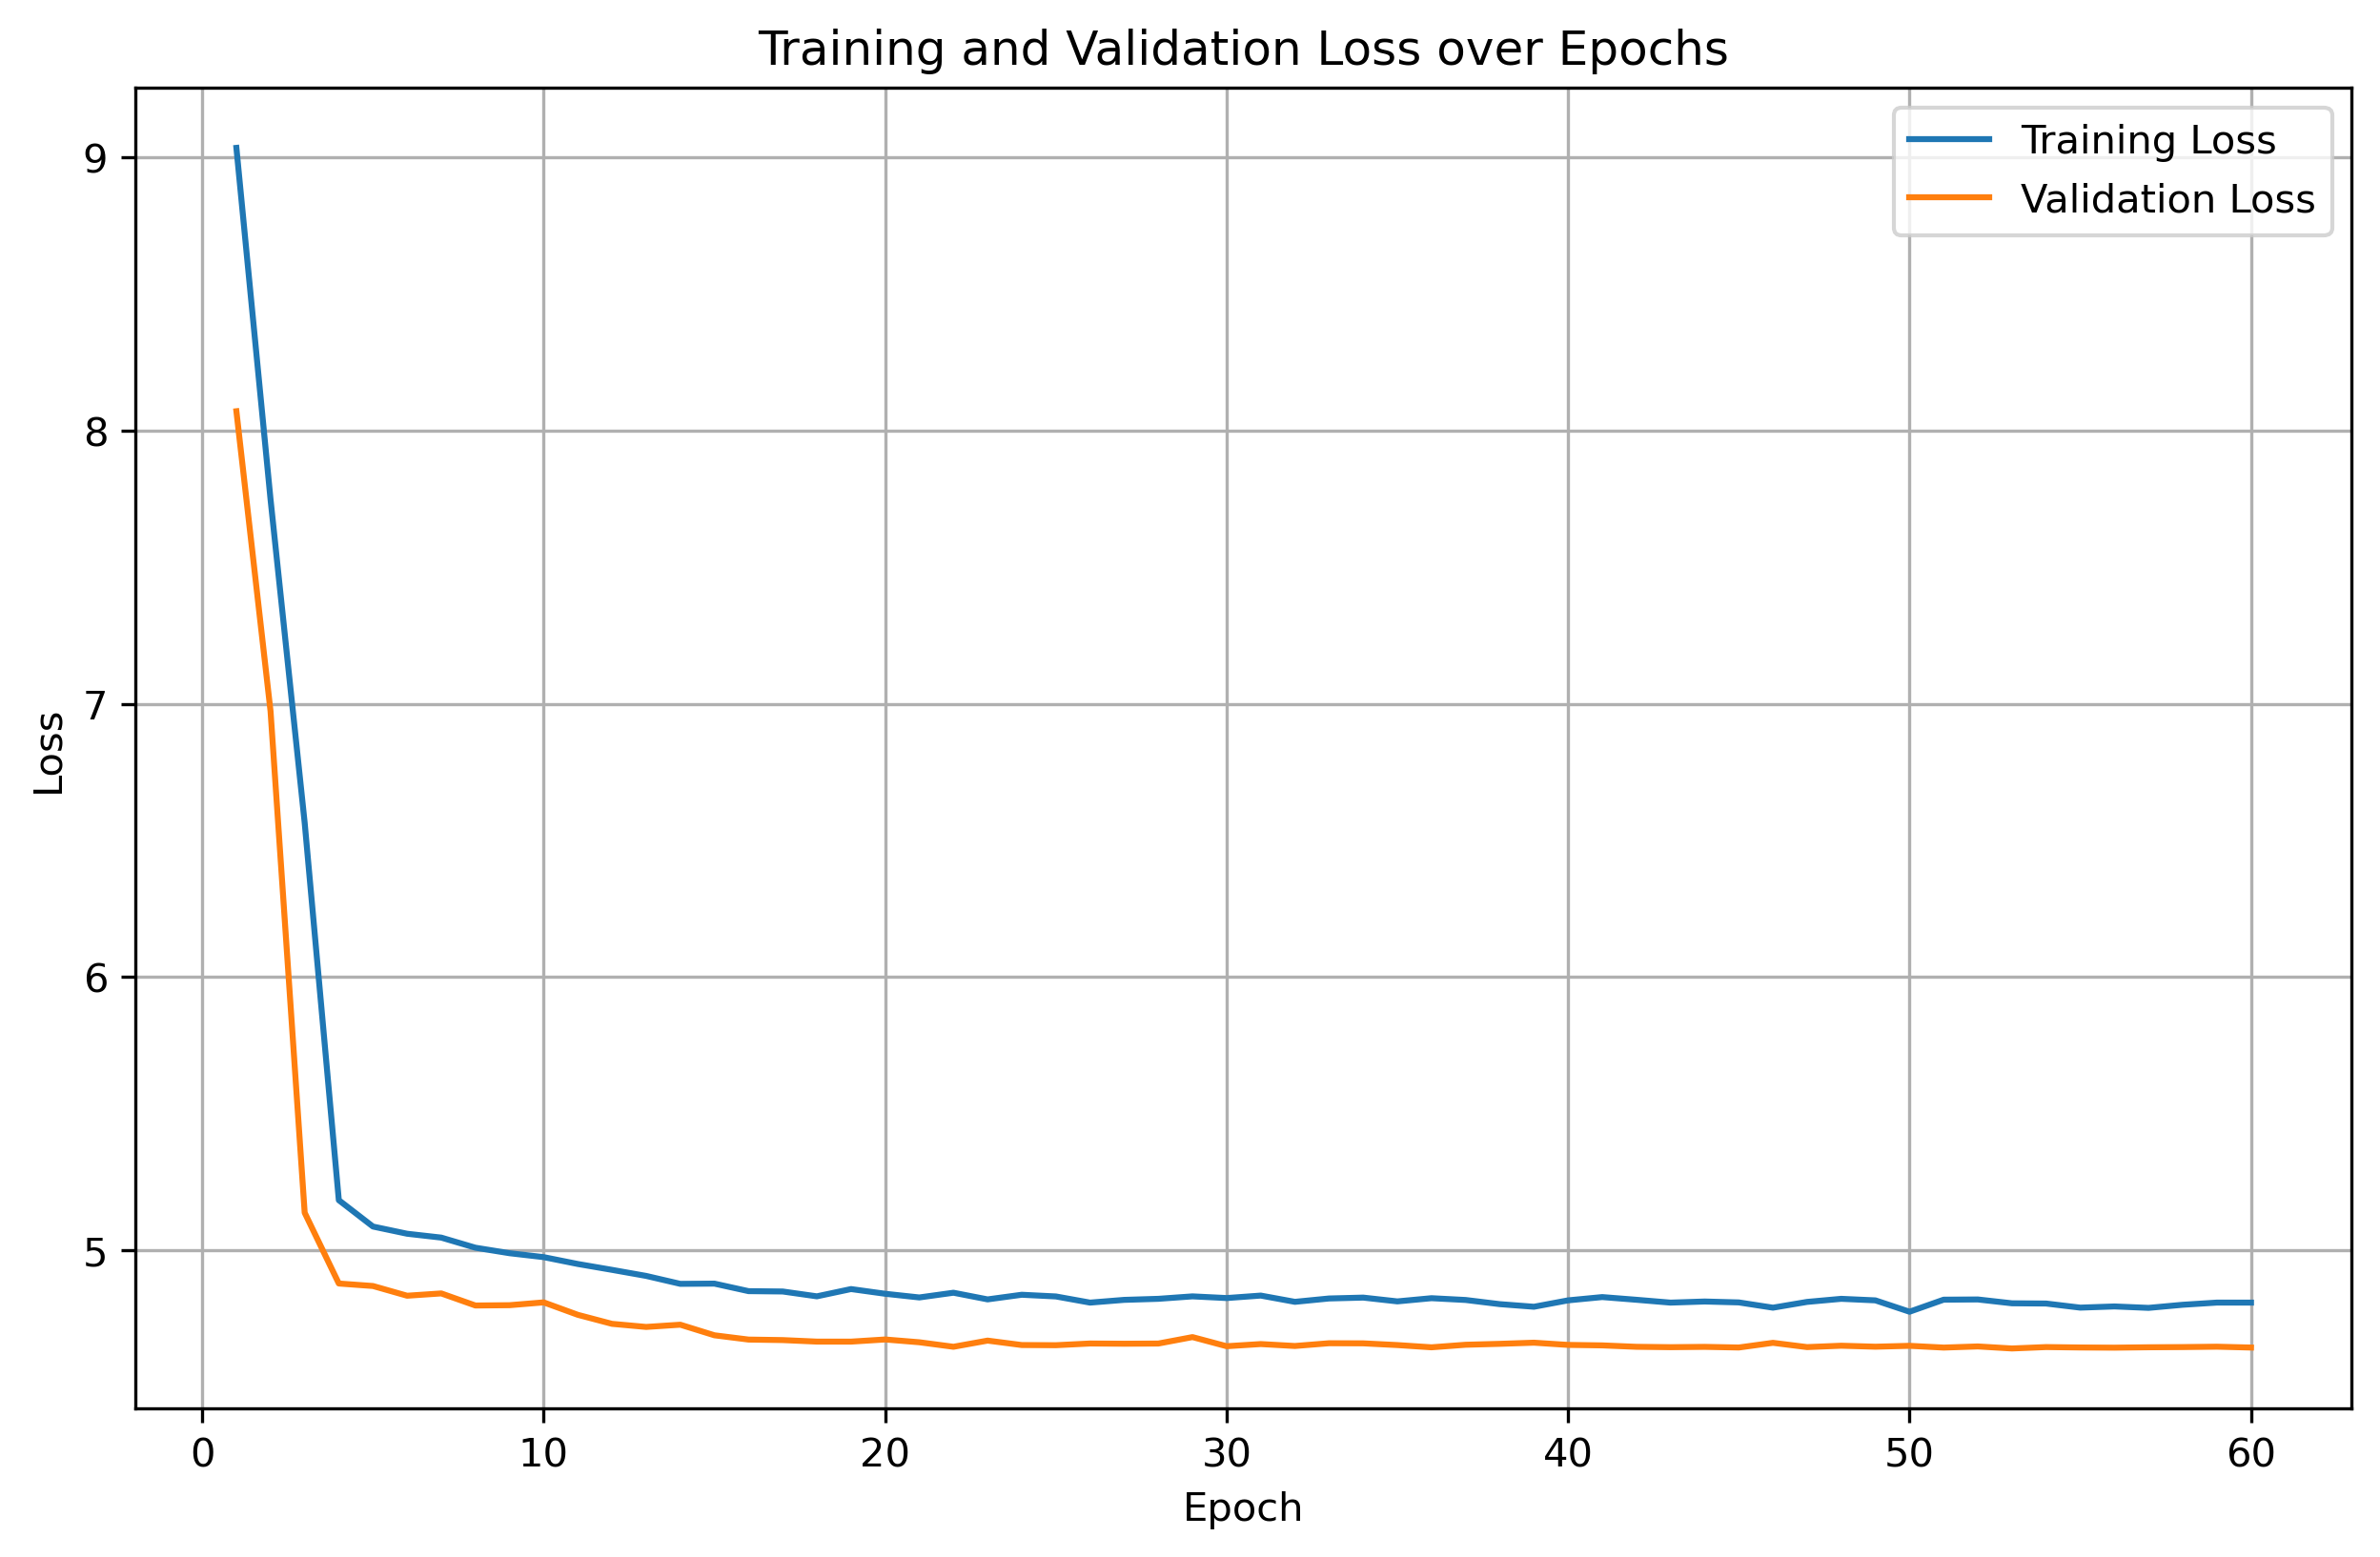 Training and Validation Loss over Epochs
Training Loss
Validation Loss
9
8
7
6
5
Loss
0 10 20 30 40 50 60
Epoch